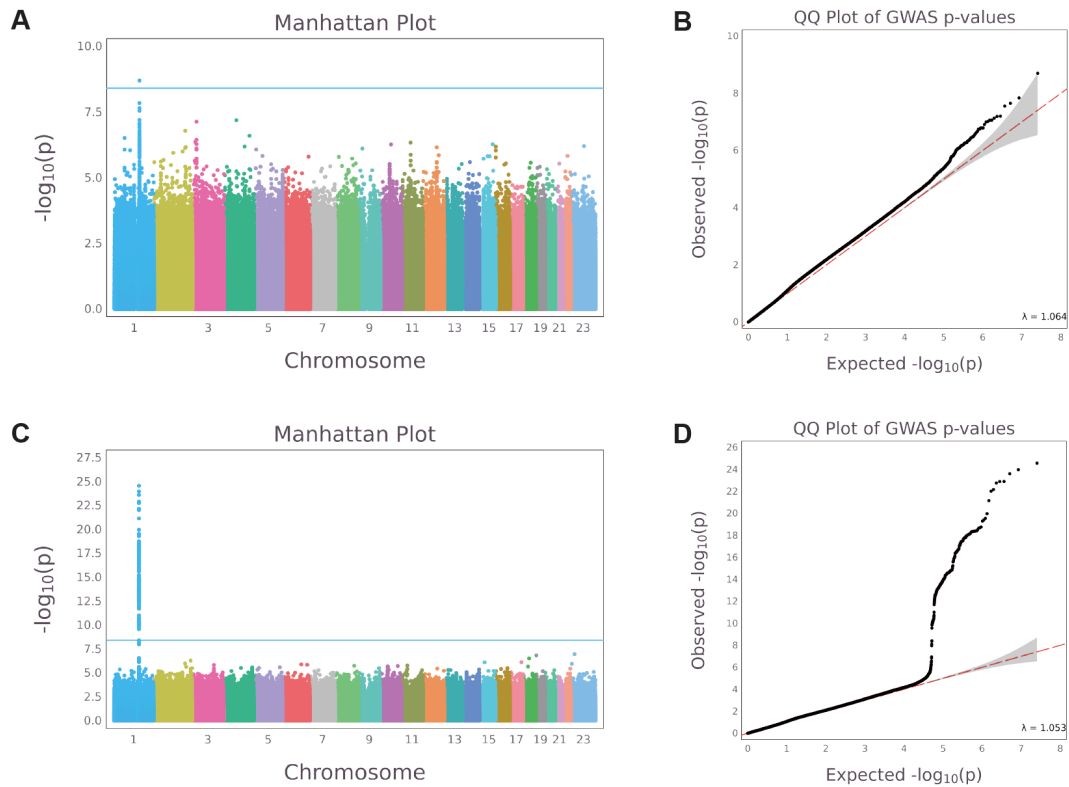 A
Manhattan Plot
10.0
7.5
5.0
2.5
0.0
-log10(p)
1 3 5 7 9 11 13 15 17 19 21 23
Chromosome
B
QQ Plot of GWAS p-values
10
8
6
4
2
0
Observed -log10(p)
λ = 1.064
0 1 2 3 4 5 6 7 8
Expected -log10(p)
C
Manhattan Plot
27.5
25.0
22.5
20.0
17.5
15.0
12.5
10.0
7.5
5.0
2.5
0.0
-log10(p)
1 3 5 7 9 11 13 15 17 19 21 23
Chromosome
D
QQ Plot of GWAS p-values
26
24
22
20
18
16
14
12
10
8
6
4
2
0
Observed -log10(p)
λ = 1.053
0 1 2 3 4 5 6 7 8
Expected -log10(p)